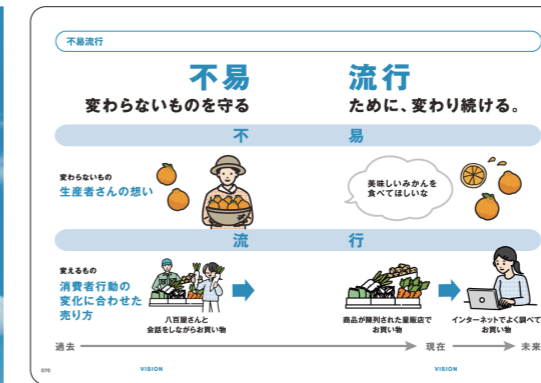 不易流行
不易
流行
変わらないものを守る
ために、変わり続ける。
不
易
変わらないもの
生産者さんの想い
美味しいみかんを
食べてほしいな
流
行
変えるもの
消費者行動の
変化に合わせた
売り方
八百屋さんと
会話をしながらお買い物
商品が陳列された量販店で
お買い物
インターネットでよく調べて
お買い物
過去
現在
未来
070
VISION
VISION